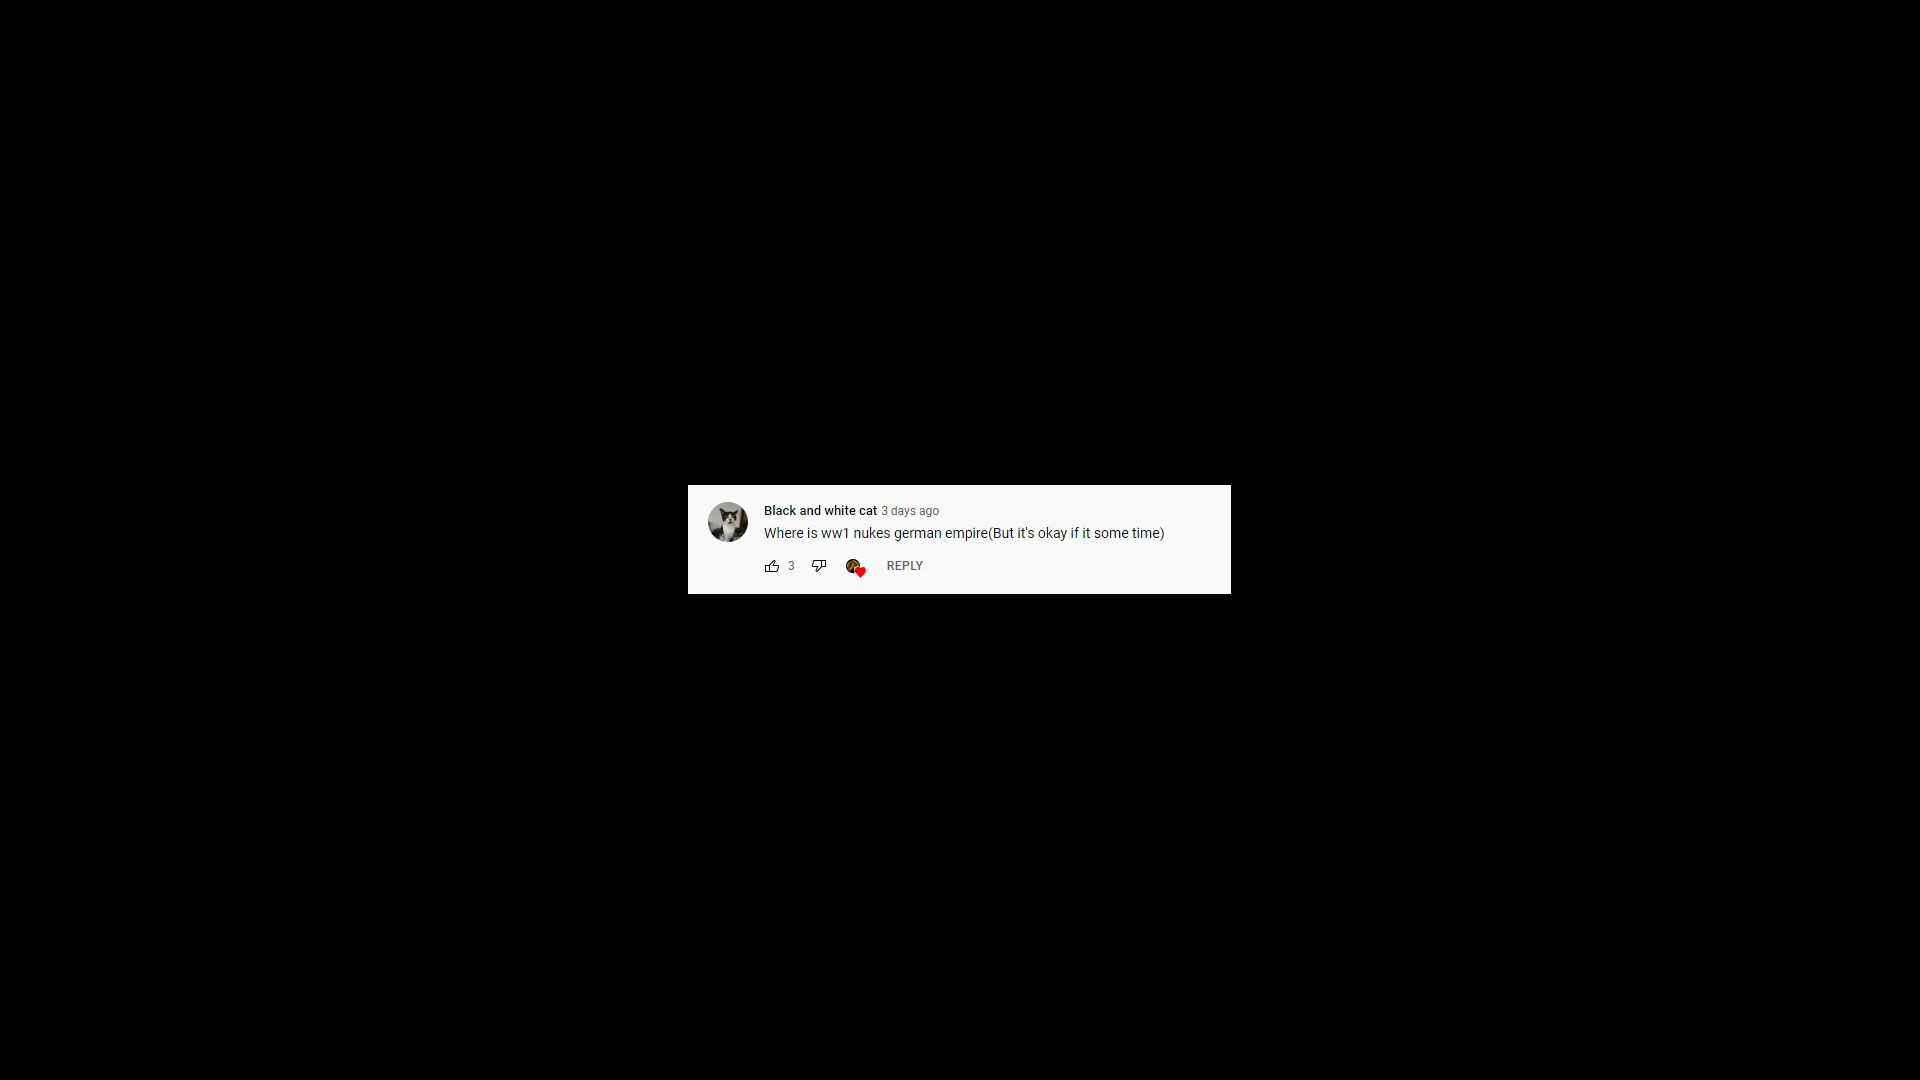 Black and white cat 3 days ago
Where is ww1 nukes german empire(But it's okay if it some time)
3 REPLY